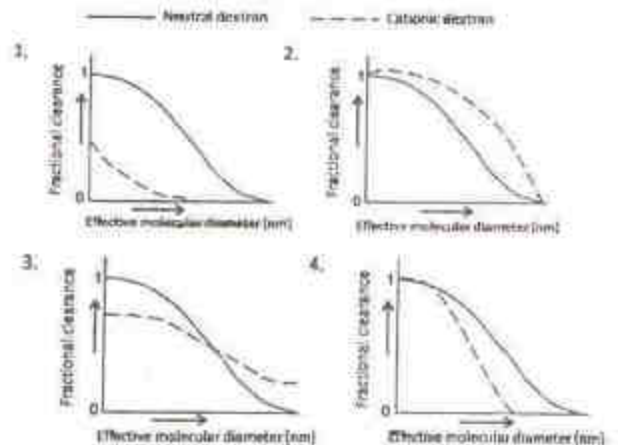 Neutral dextran Cationic dextran
1. 2.
Fractional clearance Fractional clearance
1 1
0 0
Effective molecular diameter [nm] Effective molecular diameter [nm]
3. 4.
Fractional clearance Fractional clearance
1 1
0 0
Effective molecular diameter [nm] Effective molecular diameter [nm]